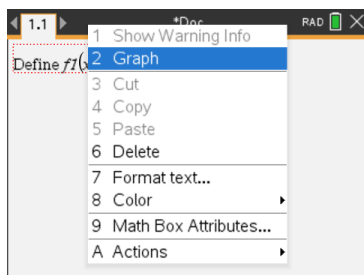 1.1 *Doc RAD
1 Show Warning Info
2 Graph
Define f1(x
3 Cut
4 Copy
5 Paste
6 Delete
7 Format text...
8 Color
9 Math Box Attributes...
A Actions